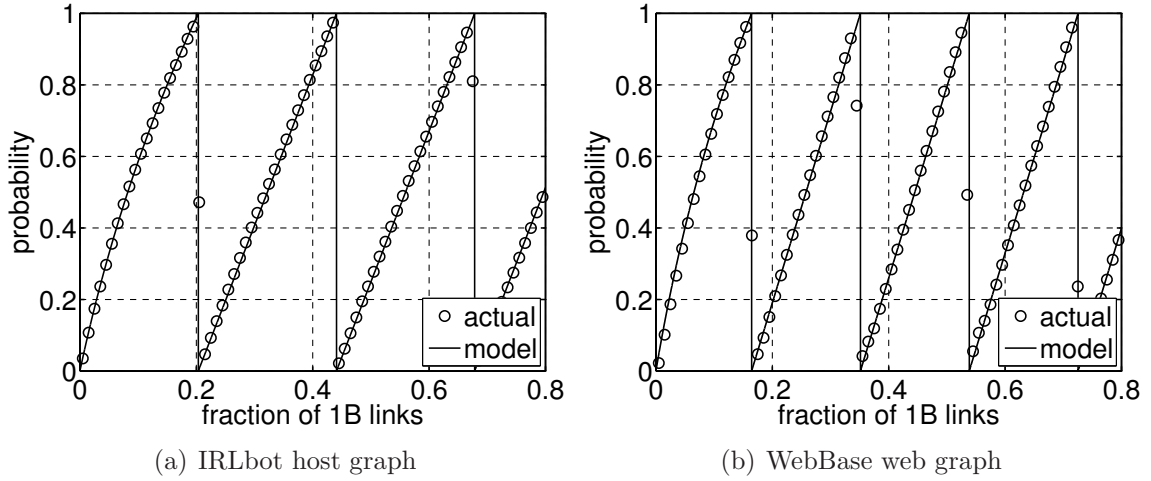 1
0.8
0.6
0.4
0.2
0
probability
0 0.2 0.4 0.6 0.8
fraction of 1B links
actual
model
(a) IRLbot host graph
1
0.8
0.6
0.4
0.2
0
probability
0 0.2 0.4 0.6 0.8
fraction of 1B links
actual
model
(b) WebBase web graph